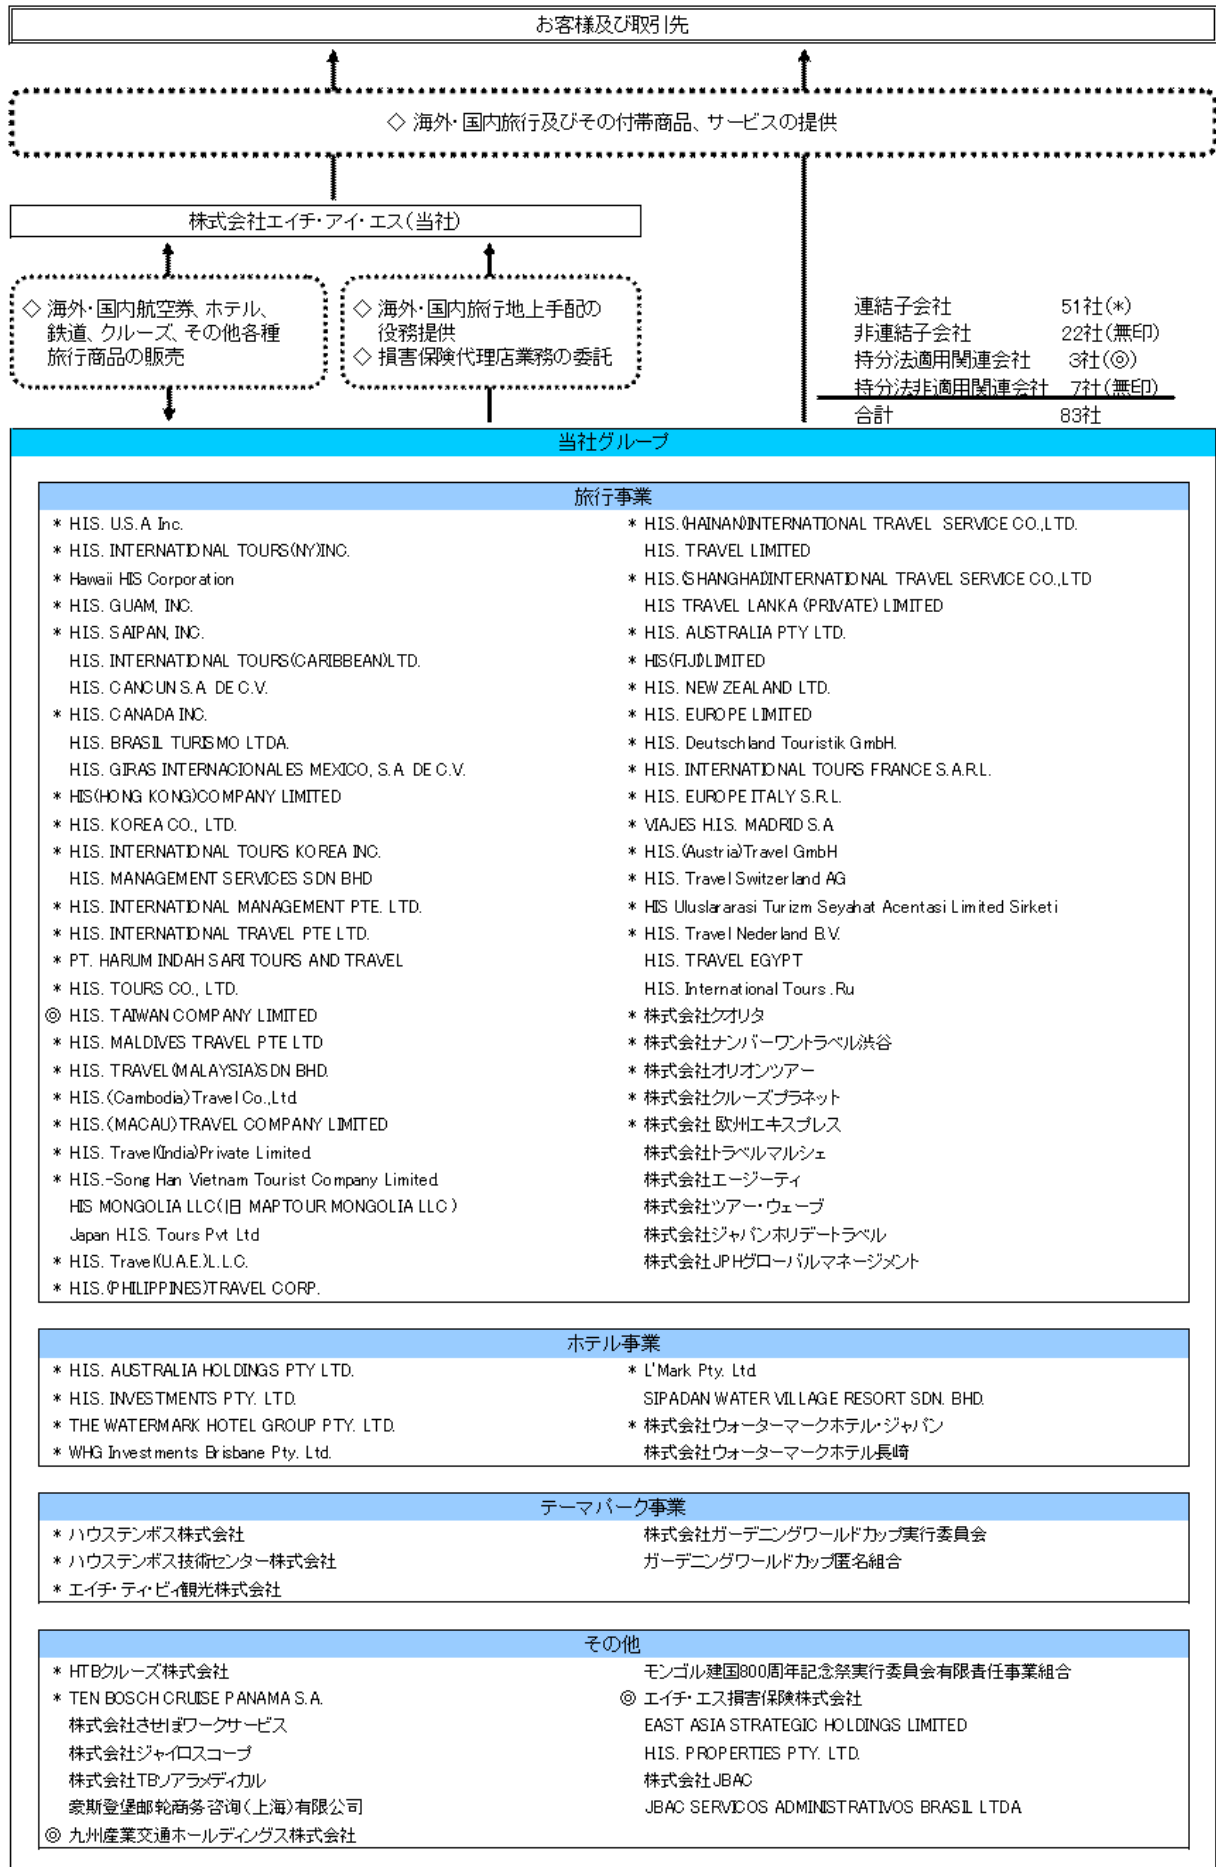 お客様及び取引先
◇ 海外・国内旅行及びその付帯商品、サービスの提供
株式会社エイチ・アイ・エス(当社)
◇ 海外・国内航空券、ホテル、
鉄道、クルーズ、その他各種
旅行商品の販売
◇ 海外・国内旅行地上手配の
役務提供
◇ 損害保険代理店業務の委託
連結子会社 51社(*)
非連結子会社 22社(無印)
持分法適用関連会社 3社(◎)
持分法非適用関連会社 7社(無印)
合計 83社
当社グループ
旅行事業
* H.I.S. U.S.A Inc.
* H.I.S. INTERNATIONAL TOURS(NY)INC.
* Hawaii HIS Corporation
* H.I.S. GUAM, INC.
* H.I.S. SAIPAN, INC.
H.I.S. INTERNATIONAL TOURS(CARIBBEAN)LTD.
H.I.S. CANCUN S.A. DE C.V.
* H.I.S. CANADA INC.
H.I.S. BRASIL TURISMO LTDA.
H.I.S. GIRAS INTERNACIONALES MEXICO, S.A. DE C.V.
* HIS(HONG KONG)COMPANY LIMITED
* H.I.S. KOREA CO., LTD.
* H.I.S. INTERNATIONAL TOURS KOREA INC.
H.I.S. MANAGEMENT SERVICES SDN BHD
* H.I.S. INTERNATIONAL MANAGEMENT PTE. LTD.
* H.I.S. INTERNATIONAL TRAVEL PTE LTD.
* PT. HARUM INDAH SARI TOURS AND TRAVEL
* H.I.S. TOURS CO., LTD.
◎ H.I.S. TAIWAN COMPANY LIMITED
* H.I.S. MALDIVES TRAVEL PTE LTD
* H.I.S. TRAVEL(MALAYSIA)SDN BHD.
* H.I.S.(Cambodia)Travel Co.,Ltd.
* H.I.S.(MACAU)TRAVEL COMPANY LIMITED
* H.I.S. Travel(India)Private Limited.
* H.I.S.-Song Han Vietnam Tourist Company Limited.
HIS MONGOLIA LLC(旧 MAPTOUR MONGOLIA LLC)
Japan H.I.S. Tours Pvt Ltd
* H.I.S. Travel(U.A.E.)L.L.C.
* H.I.S.(PHILIPPINES)TRAVEL CORP.
* H.I.S.(HAINAN)INTERNATIONAL TRAVEL SERVICE CO.,LTD.
H.I.S. TRAVEL LIMITED
* H.I.S.(SHANGHAI)INTERNATIONAL TRAVEL SERVICE CO.,LTD
H.I.S TRAVEL LANKA (PRIVATE) LIMITED
* H.I.S. AUSTRALIA PTY LTD.
* HIS(FIJI)LIMITED
* H.I.S. NEW ZEALAND LTD.
* H.I.S. EUROPE LIMITED
* H.I.S. Deutschland Touristik GmbH.
* H.I.S. INTERNATIONAL TOURS FRANCE S.A.R.L.
* H.I.S. EUROPE ITALY S.R.L.
* VIAJES H.I.S. MADRID S.A
* H.I.S.(Austria)Travel GmbH
* H.I.S. Travel Switzerland AG
* HIS Uluslararasi Turizm Seyahat Acentasi Limited Sirketi
* H.I.S. Travel Nederland B.V.
H.I.S. TRAVEL EGYPT
H.I.S. International Tours .Ru
* 株式会社クオリタ
* 株式会社ナンバーワントラベル渋谷
* 株式会社オリオンツアー
* 株式会社クルーズプラネット
* 株式会社 欧州エキスプレス
株式会社トラベルマルシェ
株式会社エージーティ
株式会社ツアー・ウェーブ
株式会社ジャパンホリデートラベル
株式会社JPHグローバルマネージメント
ホテル事業
* H.I.S. AUSTRALIA HOLDINGS PTY LTD.
* H.I.S. INVESTMENTS PTY. LTD.
* THE WATERMARK HOTEL GROUP PTY. LTD.
* WHG Investments Brisbane Pty. Ltd.
* L'Mark Pty. Ltd.
SIPADAN WATER VILLAGE RESORT SDN. BHD.
* 株式会社ウォーターマークホテル・ジャパン
株式会社ウォーターマークホテル長崎
テーマパーク事業
* ハウステンボス株式会社
* ハウステンボス技術センター株式会社
* エイチ・ティ・ビィ観光株式会社
株式会社ガーデニングワールドカップ実行委員会
ガーデニングワールドカップ匿名組合
その他
* HTBクルーズ株式会社
* TEN BOSCH CRUISE PANAMA S.A.
株式会社させぼワークサービス
株式会社ジャイロスコープ
株式会社TBソアラメディカル
豪斯登堡邮轮商务咨询(上海)有限公司
◎ 九州産業交通ホールディングス株式会社
モンゴル建国800周年記念祭実行委員会有限責任事業組合
◎ エイチ・エス損害保険株式会社
EAST ASIA STRATEGIC HOLDINGS LIMITED
H.I.S. PROPERTIES PTY. LTD.
株式会社JBAC
JBAC SERVICOS ADMINISTRATIVOS BRASIL LTDA